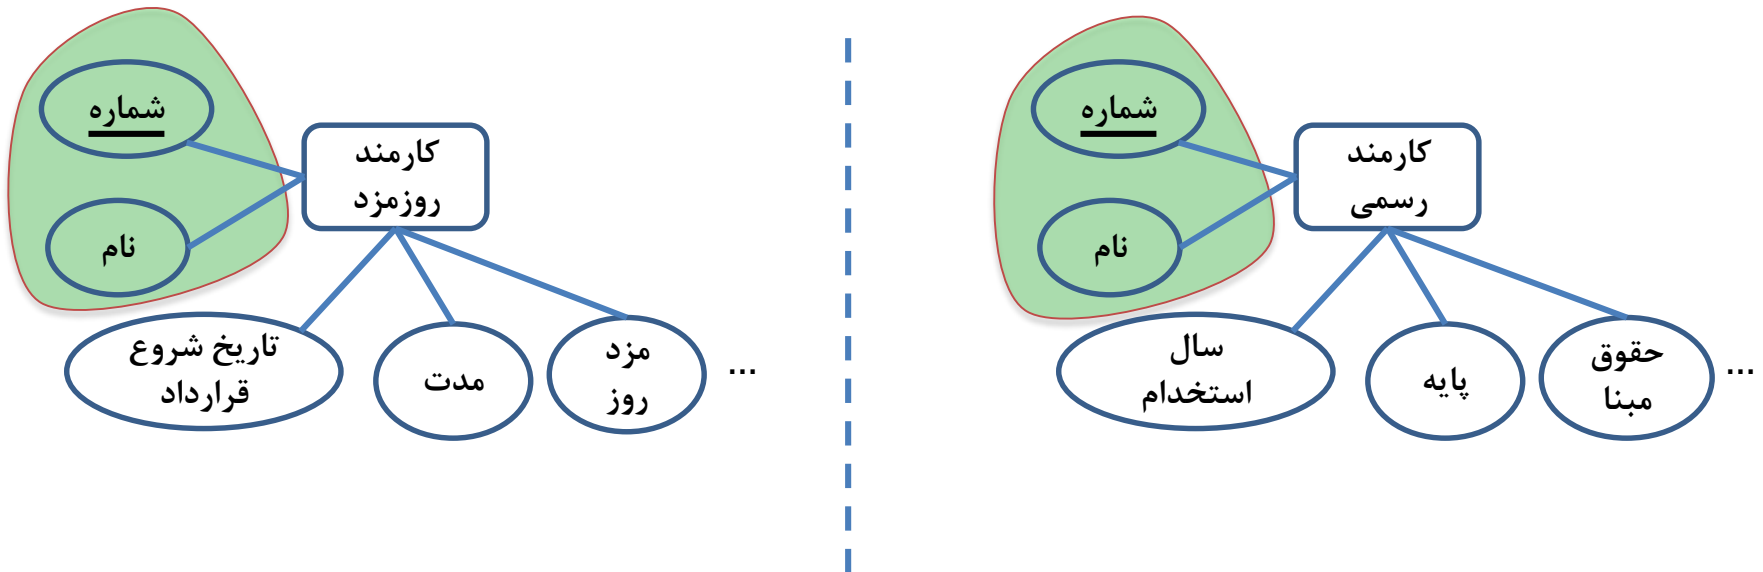 شماره
کارمند
روزمزد
نام
تاریخ شروع
قرارداد
مدت
مزد
روز
...
شماره
کارمند
رسمی
نام
سال
استخدام
پایه
حقوق
مبنا
...